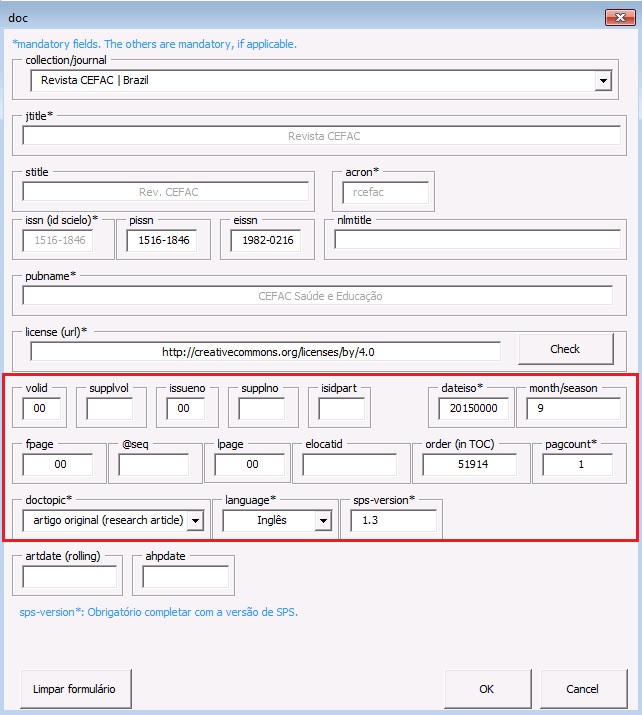 doc
*mandatory fields. The others are mandatory, if applicable.
collection/journal
Revista CEFAC | Brazil
jtitle*
Revista CEFAC
stitle acron*
Rev. CEFAC rcefac
issn (id scielo)* pissn eissn nlmtitle
1516-1846 1516-1846 1982-0216
pubname*
CEFAC Saúde e Educação
license (url)*
http://creativecommons.org/licenses/by/4.0 Check
volid supplvol issueno supplno isidpart dateiso* month/season
00 00 20150000 9
fpage @seq lpage elocatid order (in TOC) pagcount*
00 00 51914 1
doctopic* language* sps-version*
artigo original (research article) Inglês 1.3
artdate (rolling) ahpdate
sps-version*: Obrigatório completar com a versão de SPS.
Limpar formulário OK Cancel